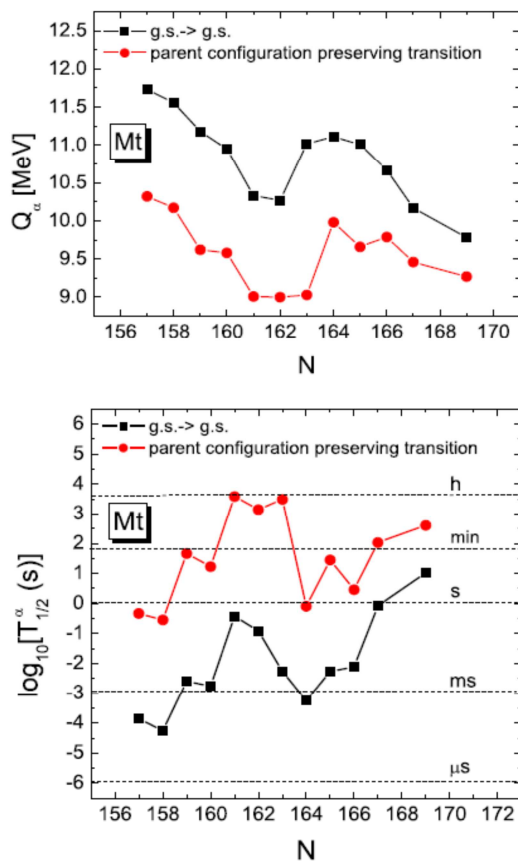 g.s.-> g.s.
parent configuration preserving transition
12.5
12.0
11.5
11.0
10.5
10.0
9.5
9.0
Qα [MeV]
Mt
156 158 160 162 164 166 168 170
N
g.s.-> g.s.
parent configuration preserving transition
6
5
4
3
2
1
0
-1
-2
-3
-4
-5
-6
log10[Tα1/2 (s)]
Mt
h
min
s
ms
μs
156 158 160 162 164 166 168 170 172
N